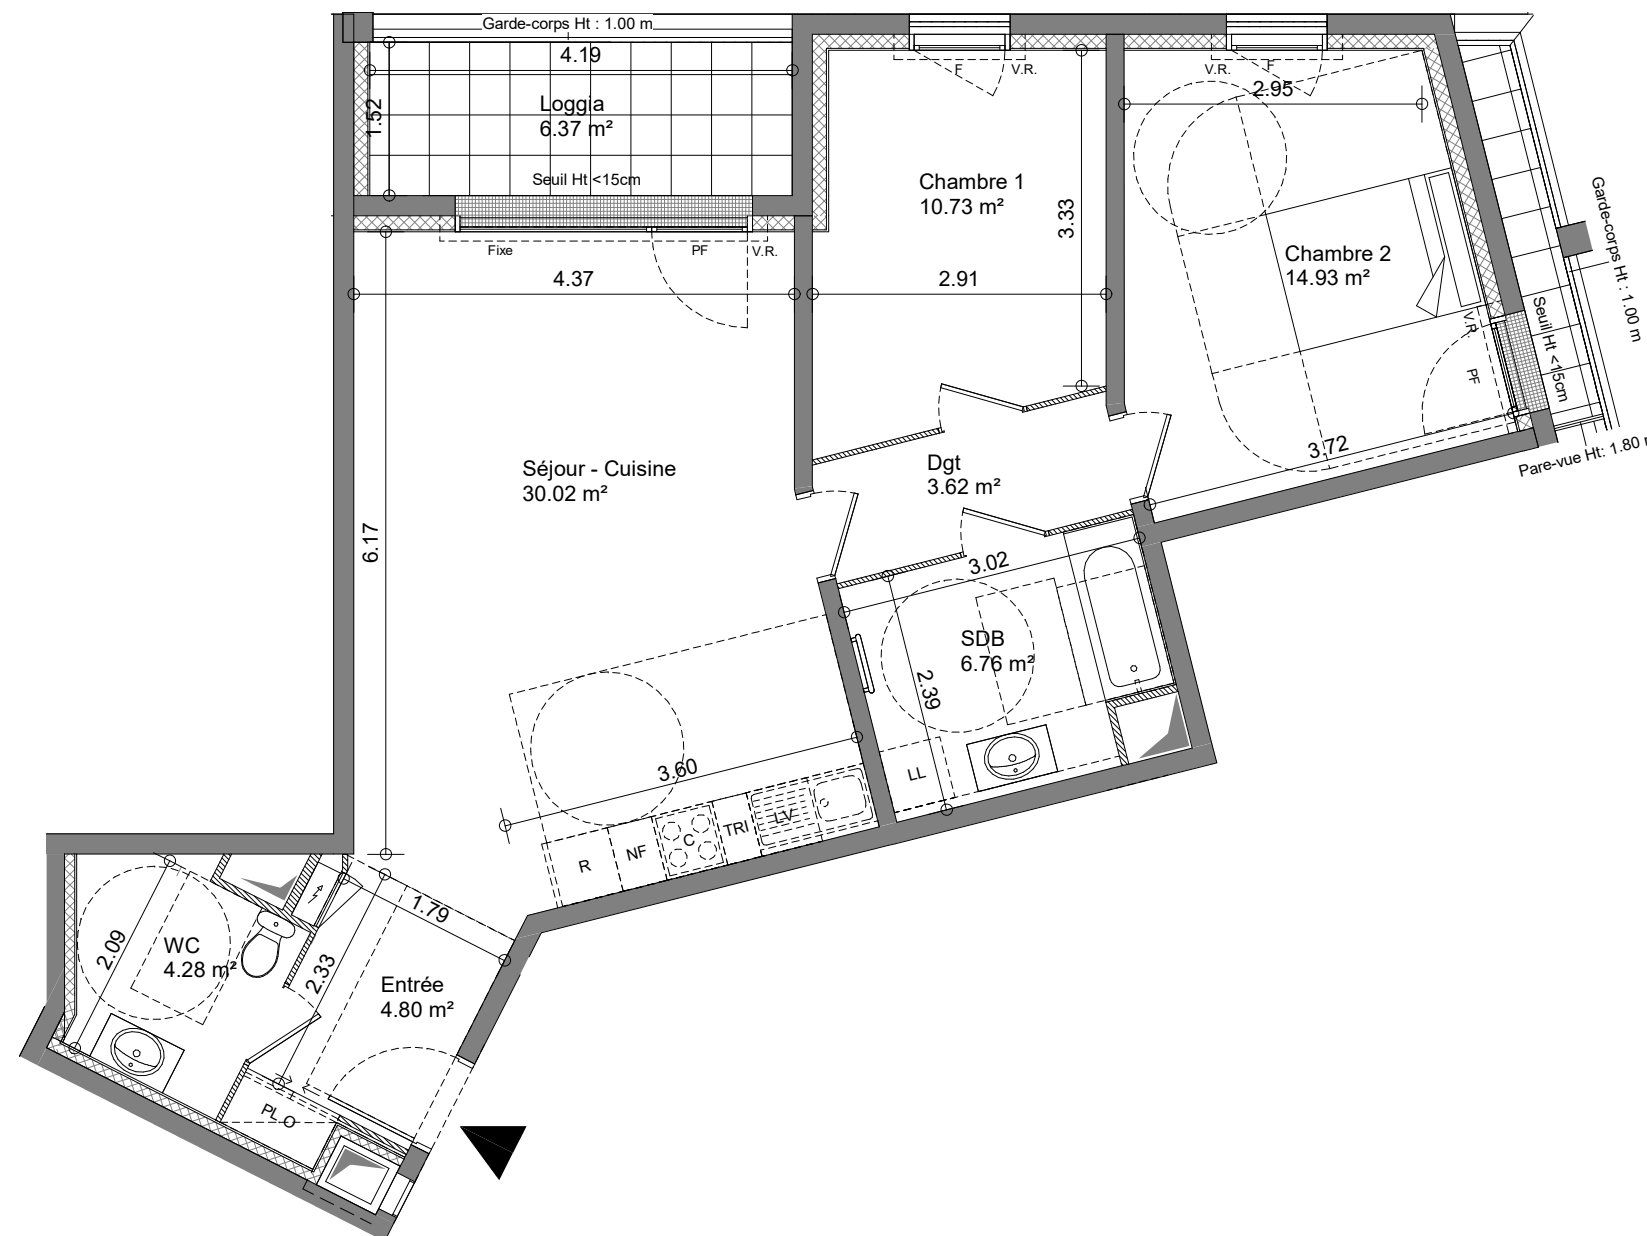 Garde-corps Ht : 1.00 m
4.19
1.52
Loggia
6.37 m²
Seuil Ht <15cm
Fixe
PF
V.R.
4.37
F
V.R.
Chambre 1
10.73 m²
3.33
2.91
V.R.
F
2.95
Chambre 2
14.93 m²
V.R.
PF
Seuil Ht <15cm
Garde-corps Ht : 1.00 m
Pare-vue Ht: 1.80
3.72
Séjour - Cuisine
30.02 m²
6.17
Dgt
3.62 m²
3.02
SDB
6.76 m²
2.39
LL
3.60
R
NF
C
TRI
LV
1.79
2.09
WC
4.28 m²
2.33
Entrée
4.80 m²
PL O